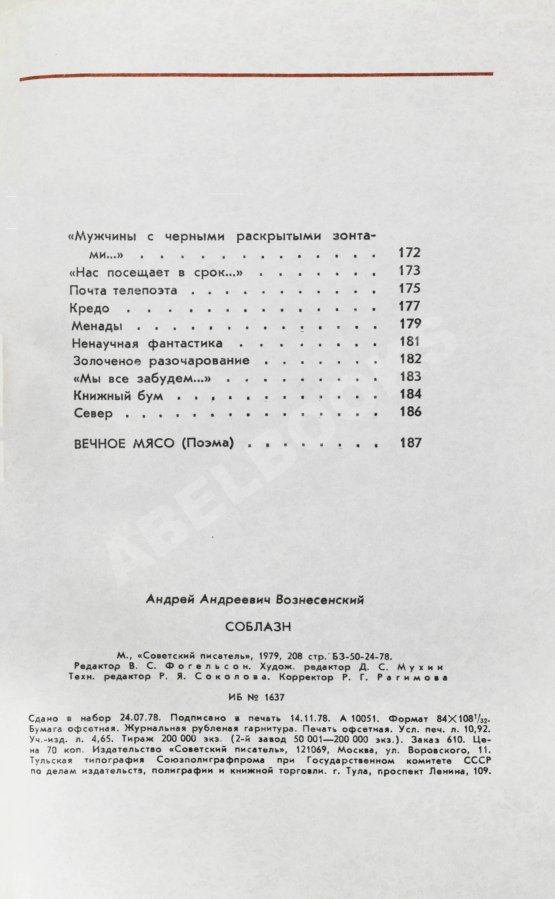 «Мужчины с черными раскрытыми зонта-
ми...» . . . . . . . . . . . . . 172
«Нас посещает в срок...» . . . . . . . 173
Почта телепоэта . . . . . . . . . . . 175
Кредо . . . . . . . . . . . . . . 177
Менады . . . . . . . . . . . . . . 179
Ненаучная фантастика . . . . . . . . . 181
Золоченое разочарование . . . . . . . 182
«Мы все забудем...» . . . . . . . . . 183
Книжный бум . . . . . . . . . . . . 184
Север . . . . . . . . . . . . . . 186
ВЕЧНОЕ МЯСО (Поэма) . . . . . . . . 187
ABELBOOKS
Андрей Андреевич Вознесенский
СОБЛАЗН
М., «Советский писатель», 1979, 208 стр. БЗ-50-24-78.
Редактор В. С. Фогельсон. Худож. редактор Д. С. Мухин
Техн. редактор Р. Я. Соколова. Корректор Р. Г. Рагимова
ИБ № 1637
Сдано в набор 24.07.78. Подписано в печать 14.11.78. А 10051. Формат 84×108¹/₃₂.
Бумага офсетная. Журнальная рубленая гарнитура. Печать офсетная. Усл. печ. л. 10,92.
Уч.-изд. л. 4,65. Тираж 200 000 экз. (2-й завод 50 001—200 000 экз.). Заказ 610. Це-
на 70 коп. Издательство «Советский писатель», 121069, Москва, ул. Воровского, 11.
Тульская типография Союзполиграфпрома при Государственном комитете СССР
по делам издательств, полиграфии и книжной торговли. г. Тула, проспект Ленина, 109.